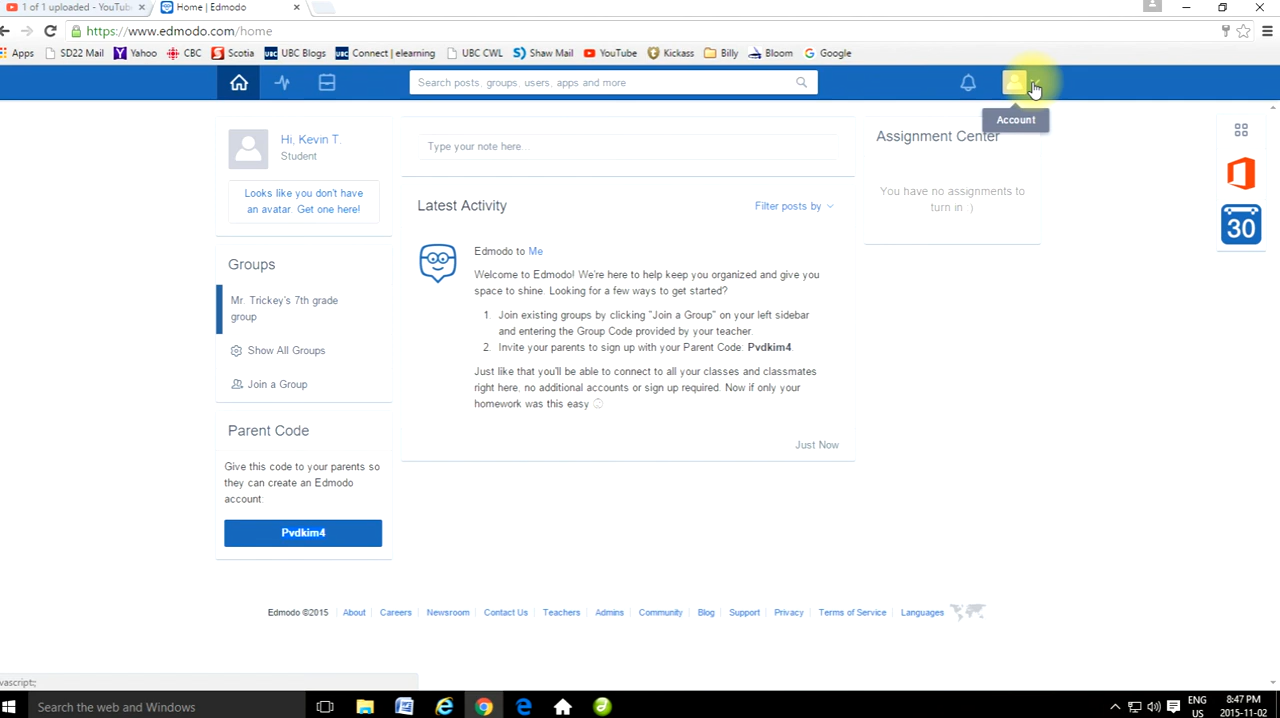 1 of 1 uploaded - YouTub
Home | Edmodo
https://www.edmodo.com/home
Apps SD22 Mail Yahoo CBC Scotia UBC Blogs Connect | elearning UBC CWL Shaw Mail YouTube Kickass Billy Bloom Google
Search posts, groups, users, apps and more
Account
Hi, Kevin T.
Student
Looks like you don't have
an avatar. Get one here!
Groups
Mr. Trickey's 7th grade
group
Show All Groups
Join a Group
Parent Code
Give this code to your parents so
they can create an Edmodo
account:
Pvdkim4
Type your note here...
Latest Activity
Filter posts by
Edmodo to Me
Welcome to Edmodo! We're here to help keep you organized and give you
space to shine. Looking for a few ways to get started?
1. Join existing groups by clicking "Join a Group" on your left sidebar
and entering the Group Code provided by your teacher.
2. Invite your parents to sign up with your Parent Code: Pvdkim4.
Just like that you'll be able to connect to all your classes and classmates
right here, no additional accounts or sign up required. Now if only your
homework was this easy
Just Now
Assignment Center
You have no assignments to
turn in :)
30
Edmodo ©2015 About Careers Newsroom Contact Us Teachers Admins Community Blog Support Privacy Terms of Service Languages
avascript:;
Search the web and Windows
ENG
US
8:47 PM
2015-11-02